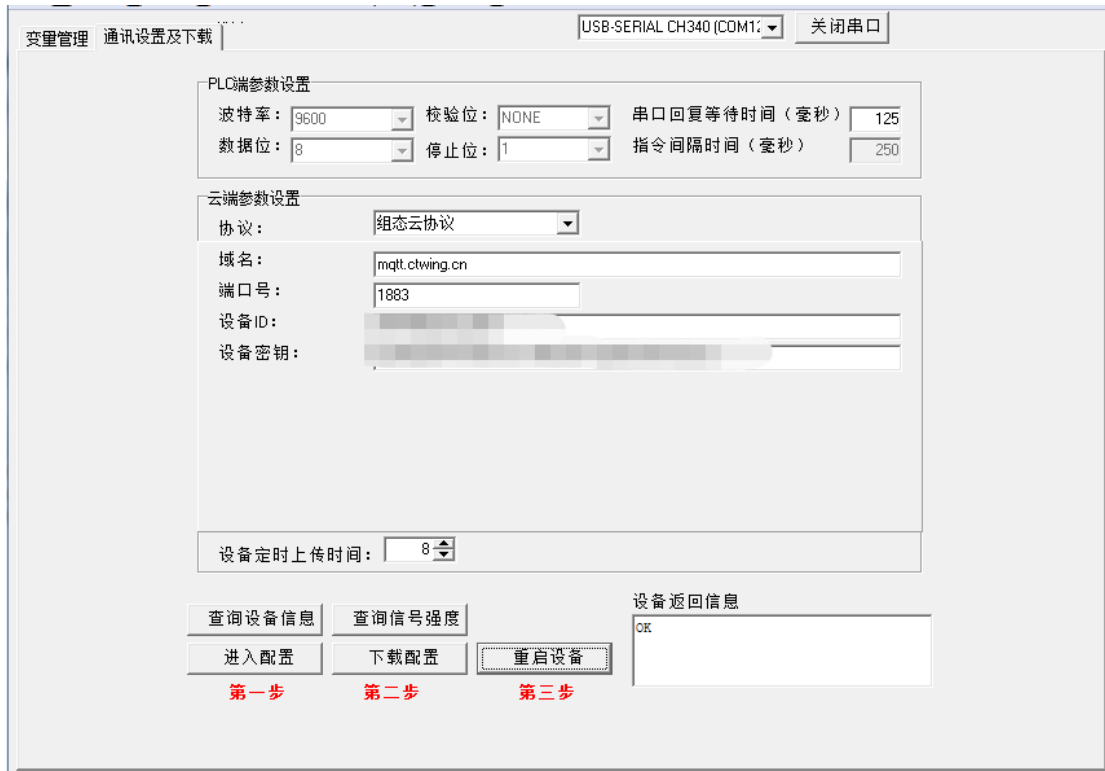 变量管理 通讯设置及下载 USB-SERIAL CH340 (COM12 关闭串口
PLC端参数设置
波特率: 9600 校验位: NONE 串口回复等待时间(毫秒) 125
数据位: 8 停止位: 1 指令间隔时间(毫秒) 250
云端参数设置
协议: 组态云协议
域名: mqtt.ctwing.cn
端口号: 1883
设备ID:
设备密钥:
设备定时上传时间: 8
设备返回信息
查询设备信息 查询信号强度 OK
进入配置 下载配置 重启设备
第一步 第二步 第三步